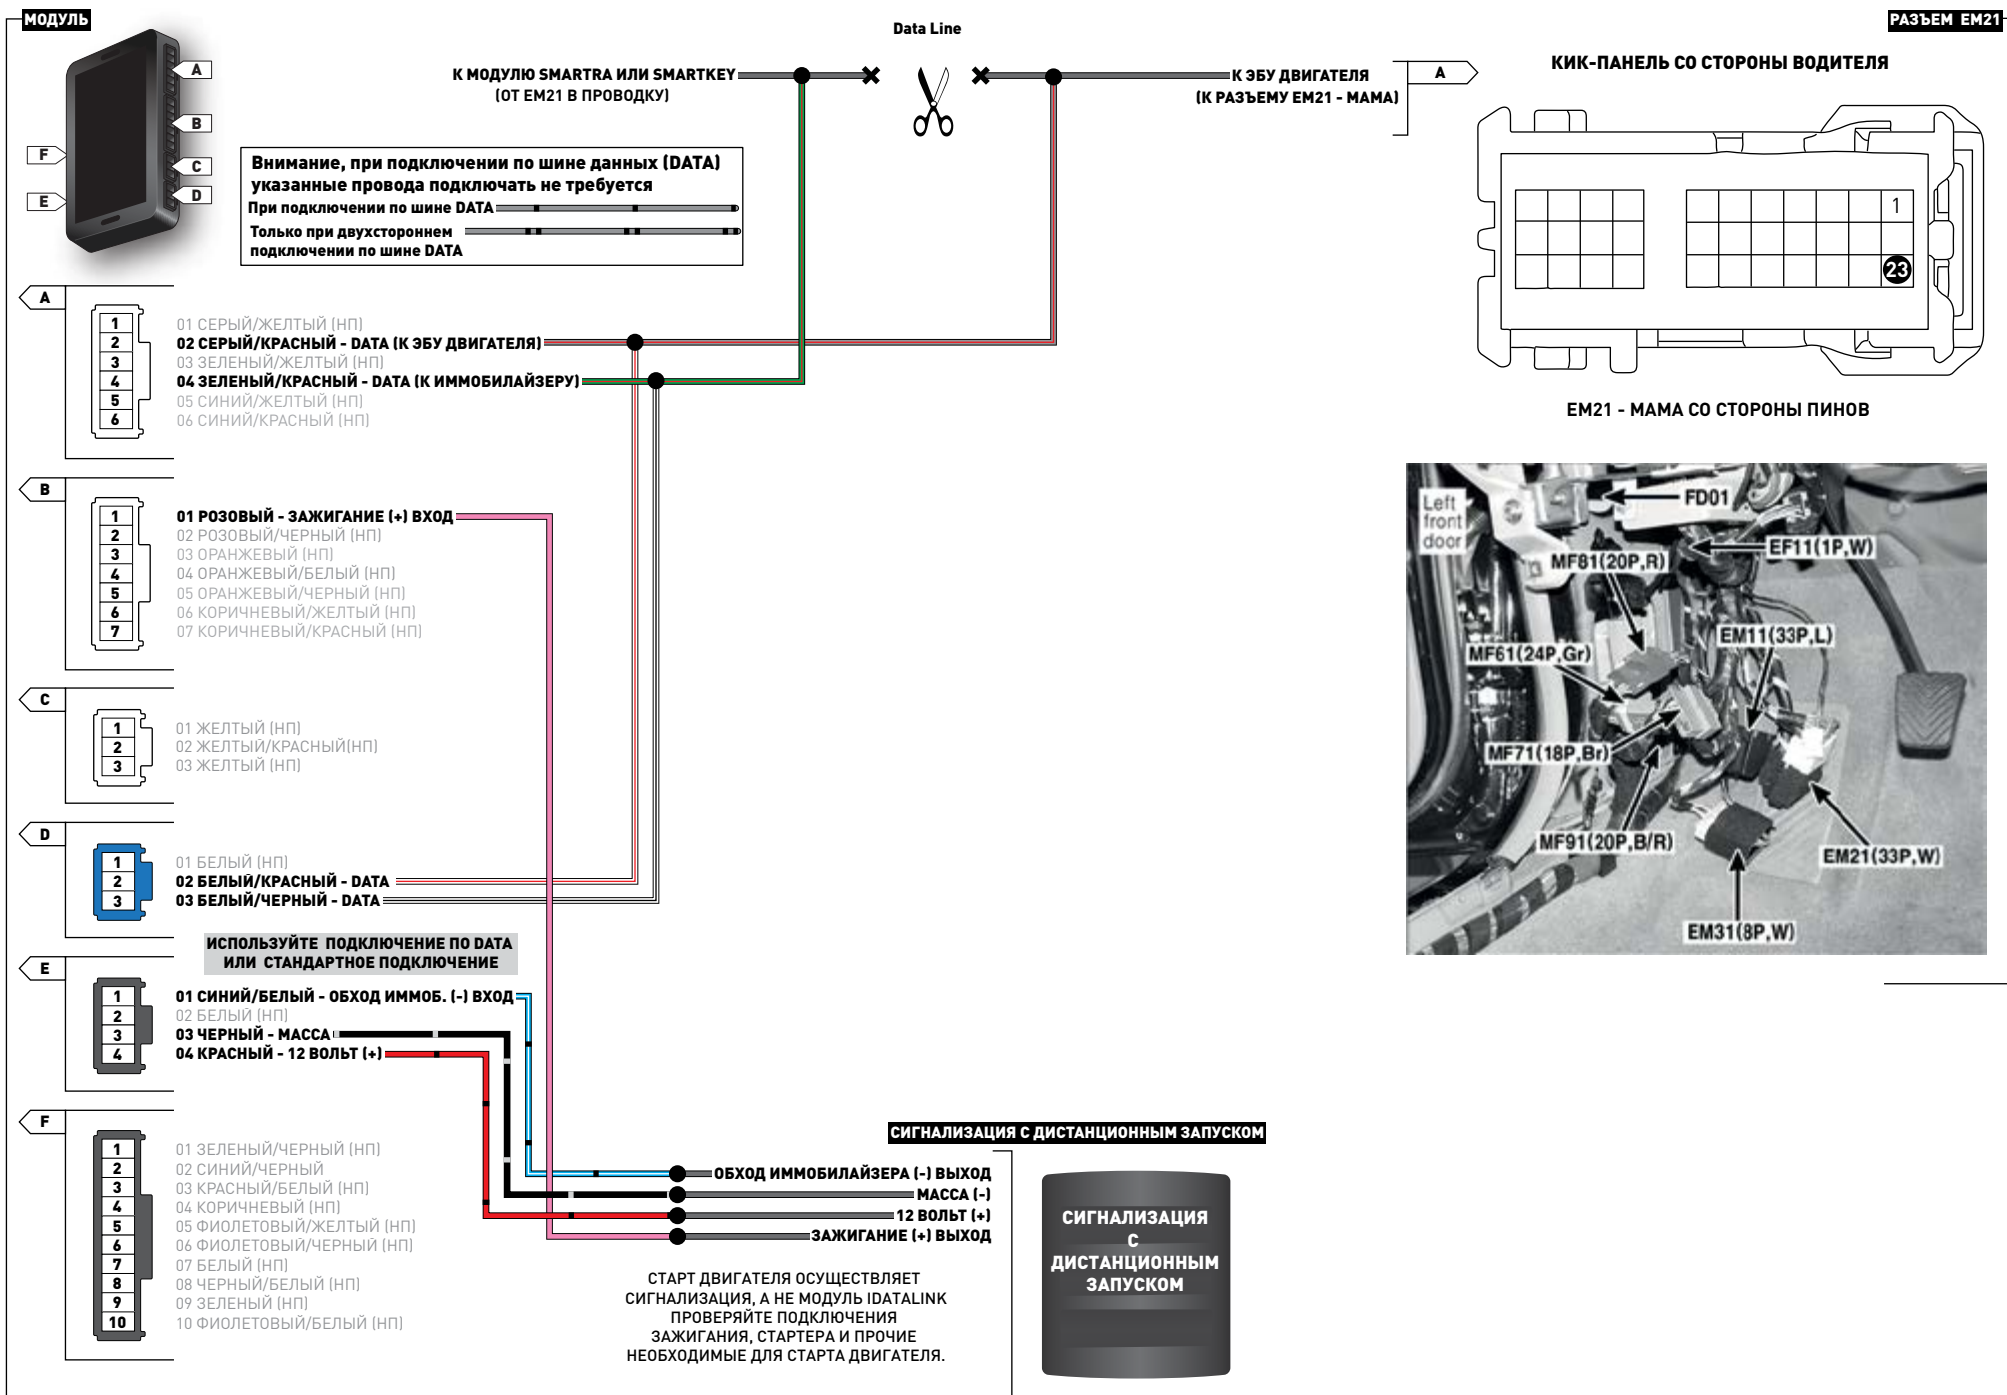 МОДУЛЬ
A
B
C
D
F
E
Data Line
К МОДУЛЮ SMARTRA ИЛИ SMARTKEY
(ОТ EM21 В ПРОВОДКУ)
К ЭБУ ДВИГАТЕЛЯ
(К РАЗЪЕМУ EM21 - МАМА)
A
РАЗЪЕМ EM21
КИК-ПАНЕЛЬ СО СТОРОНЫ ВОДИТЕЛЯ
1
23
EM21 - МАМА СО СТОРОНЫ ПИНОВ
Внимание, при подключении по шине данных (DATA)
указанные провода подключать не требуется
При подключении по шине DATA
Только при двухстороннем
подключении по шине DATA
A
1
2
3
4
5
6
01 СЕРЫЙ/ЖЕЛТЫЙ (НП)
02 СЕРЫЙ/КРАСНЫЙ - DATA (К ЭБУ ДВИГАТЕЛЯ)
03 ЗЕЛЕНЫЙ/ЖЕЛТЫЙ (НП)
04 ЗЕЛЕНЫЙ/КРАСНЫЙ - DATA (К ИММОБИЛАЙЗЕРУ)
05 СИНИЙ/ЖЕЛТЫЙ (НП)
06 СИНИЙ/КРАСНЫЙ (НП)
B
1
2
3
4
5
6
7
01 РОЗОВЫЙ - ЗАЖИГАНИЕ (+) ВХОД
02 РОЗОВЫЙ/ЧЕРНЫЙ (НП)
03 ОРАНЖЕВЫЙ (НП)
04 ОРАНЖЕВЫЙ/БЕЛЫЙ (НП)
05 ОРАНЖЕВЫЙ/ЧЕРНЫЙ (НП)
06 КОРИЧНЕВЫЙ/ЖЕЛТЫЙ (НП)
07 КОРИЧНЕВЫЙ/КРАСНЫЙ (НП)
C
1
2
3
01 ЖЕЛТЫЙ (НП)
02 ЖЕЛТЫЙ/КРАСНЫЙ(НП)
03 ЖЕЛТЫЙ (НП)
D
1
2
3
01 БЕЛЫЙ (НП)
02 БЕЛЫЙ/КРАСНЫЙ - DATA
03 БЕЛЫЙ/ЧЕРНЫЙ - DATA
ИСПОЛЬЗУЙТЕ ПОДКЛЮЧЕНИЕ ПО DATA
ИЛИ СТАНДАРТНОЕ ПОДКЛЮЧЕНИЕ
E
1
2
3
4
01 СИНИЙ/БЕЛЫЙ - ОБХОД ИММОБ. (-) ВХОД
02 БЕЛЫЙ (НП)
03 ЧЕРНЫЙ - МАССА
04 КРАСНЫЙ - 12 ВОЛЬТ (+)
F
1
2
3
4
5
6
7
8
9
10
01 ЗЕЛЕНЫЙ/ЧЕРНЫЙ (НП)
02 СИНИЙ/ЧЕРНЫЙ
03 КРАСНЫЙ/БЕЛЫЙ (НП)
04 КОРИЧНЕВЫЙ (НП)
05 ФИОЛЕТОВЫЙ/ЖЕЛТЫЙ (НП)
06 ФИОЛЕТОВЫЙ/ЧЕРНЫЙ (НП)
07 БЕЛЫЙ (НП)
08 ЧЕРНЫЙ/БЕЛЫЙ (НП)
09 ЗЕЛЕНЫЙ (НП)
10 ФИОЛЕТОВЫЙ/БЕЛЫЙ (НП)
Left
front
door
FD01
EF11(1P,W)
MF81(20P,R)
EM11(33P,L)
MF61(24P,Gr)
MF71(18P,Br)
MF91(20P,B/R)
EM21(33P,W)
EM31(8P,W)
СИГНАЛИЗАЦИЯ С ДИСТАНЦИОННЫМ ЗАПУСКОМ
ОБХОД ИММОБИЛАЙЗЕРА (-) ВЫХОД
МАССА (-)
12 ВОЛЬТ (+)
ЗАЖИГАНИЕ (+) ВЫХОД
СТАРТ ДВИГАТЕЛЯ ОСУЩЕСТВЛЯЕТ
СИГНАЛИЗАЦИЯ, А НЕ МОДУЛЬ IDATALINK
ПРОВЕРЯЙТЕ ПОДКЛЮЧЕНИЯ
ЗАЖИГАНИЯ, СТАРТЕРА И ПРОЧИЕ
НЕОБХОДИМЫЕ ДЛЯ СТАРТА ДВИГАТЕЛЯ.
СИГНАЛИЗАЦИЯ
С
ДИСТАНЦИОННЫМ
ЗАПУСКОМ